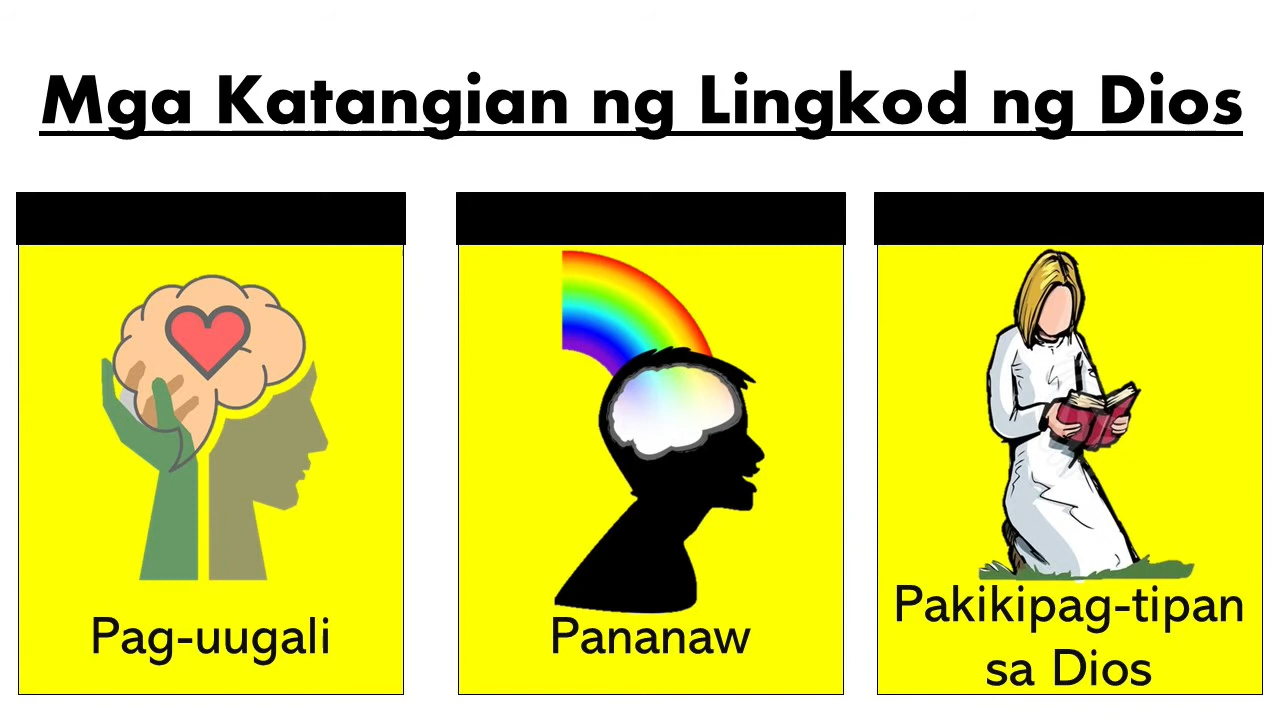 Mga Katangian ng Lingkod ng Dios
Pag-uugali
Pananaw
Pakikipag-tipan
sa Dios